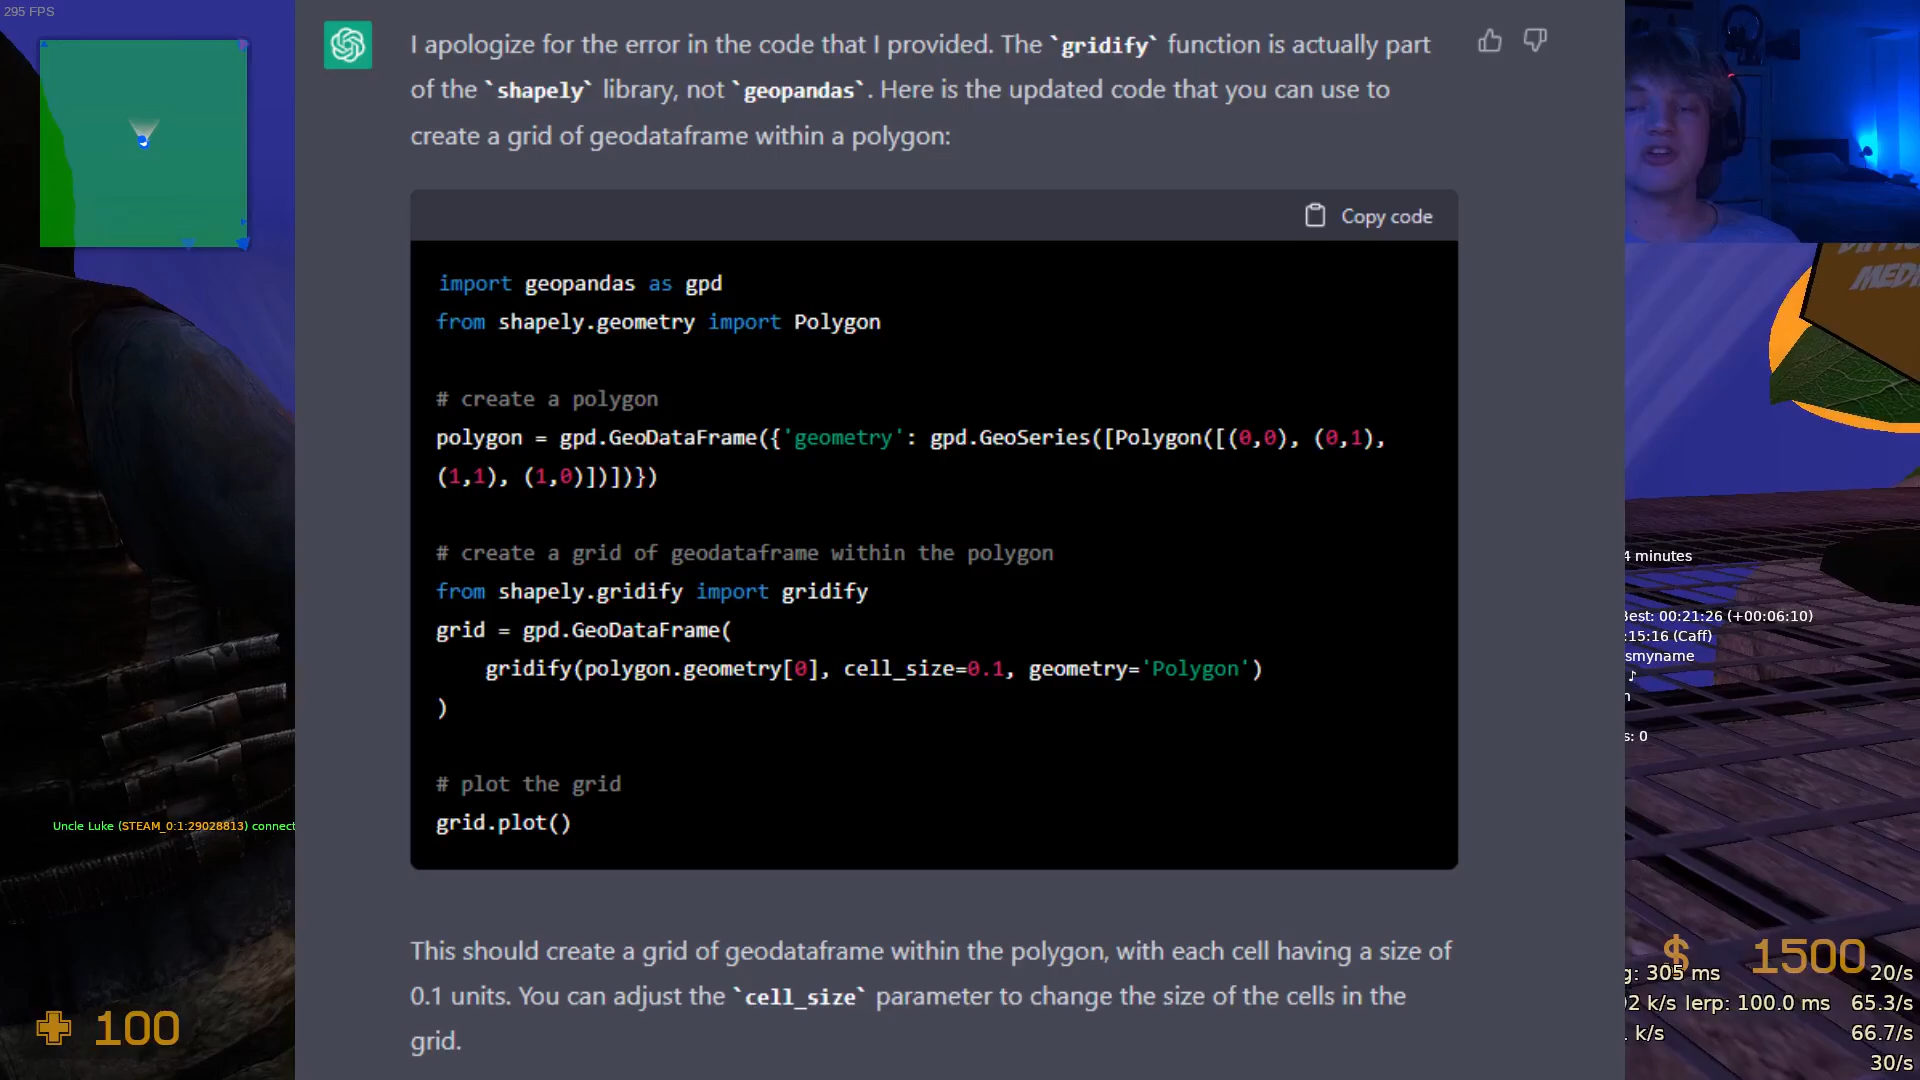 295 FPS
I apologize for the error in the code that I provided. The `gridify` function is actually part
of the `shapely` library, not `geopandas`. Here is the updated code that you can use to
create a grid of geodataframe within a polygon:
Copy code
import geopandas as gpd
from shapely.geometry import Polygon
# create a polygon
polygon = gpd.GeoDataFrame({'geometry': gpd.GeoSeries([Polygon([(0,0), (0,1),
(1,1), (1,0)])])})
# create a grid of geodataframe within the polygon
from shapely.gridify import gridify
grid = gpd.GeoDataFrame(
gridify(polygon.geometry[0], cell_size=0.1, geometry='Polygon')
)
# plot the grid
grid.plot()
This should create a grid of geodataframe within the polygon, with each cell having a size of
0.1 units. You can adjust the `cell_size` parameter to change the size of the cells in the
grid.
Uncle Luke (STEAM_0:1:29028813) connect
100
4 minutes
Best: 00:21:26 (+00:06:10)
:15:16 (Caff)
smyname
♪
n
s: 0
$ 1500
g: 305 ms 20/s
02 k/s lerp: 100.0 ms 65.3/s
k/s 66.7/s
30/s